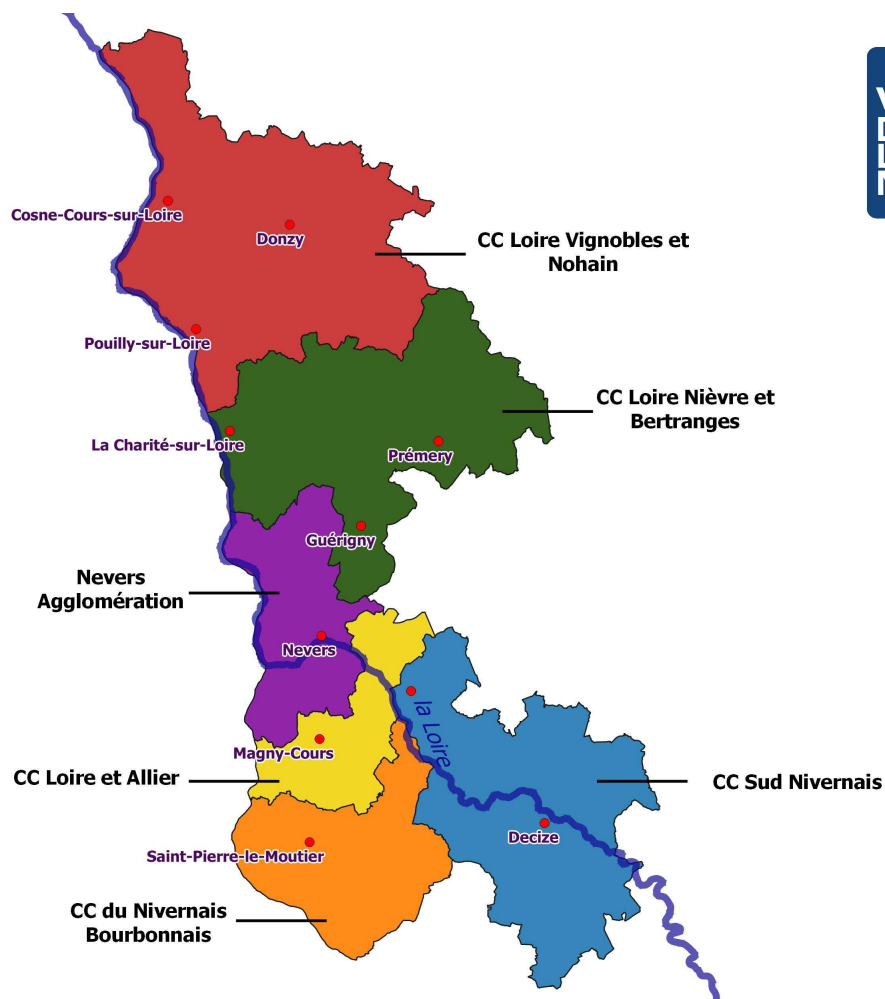 Cosne-Cours-sur-Loire
Donzy
CC Loire Vignobles et
Nohain
Pouilly-sur-Loire
CC Loire Nièvre et
Bertranges
La Charité-sur-Loire
Prémery
Guérigny
Nevers
Agglomération
Nevers
la Loire
Magny-Cours
CC Loire et Allier
CC Sud Nivernais
Decize
Saint-Pierre-le-Moutier
CC du Nivernais
Bourbonnais